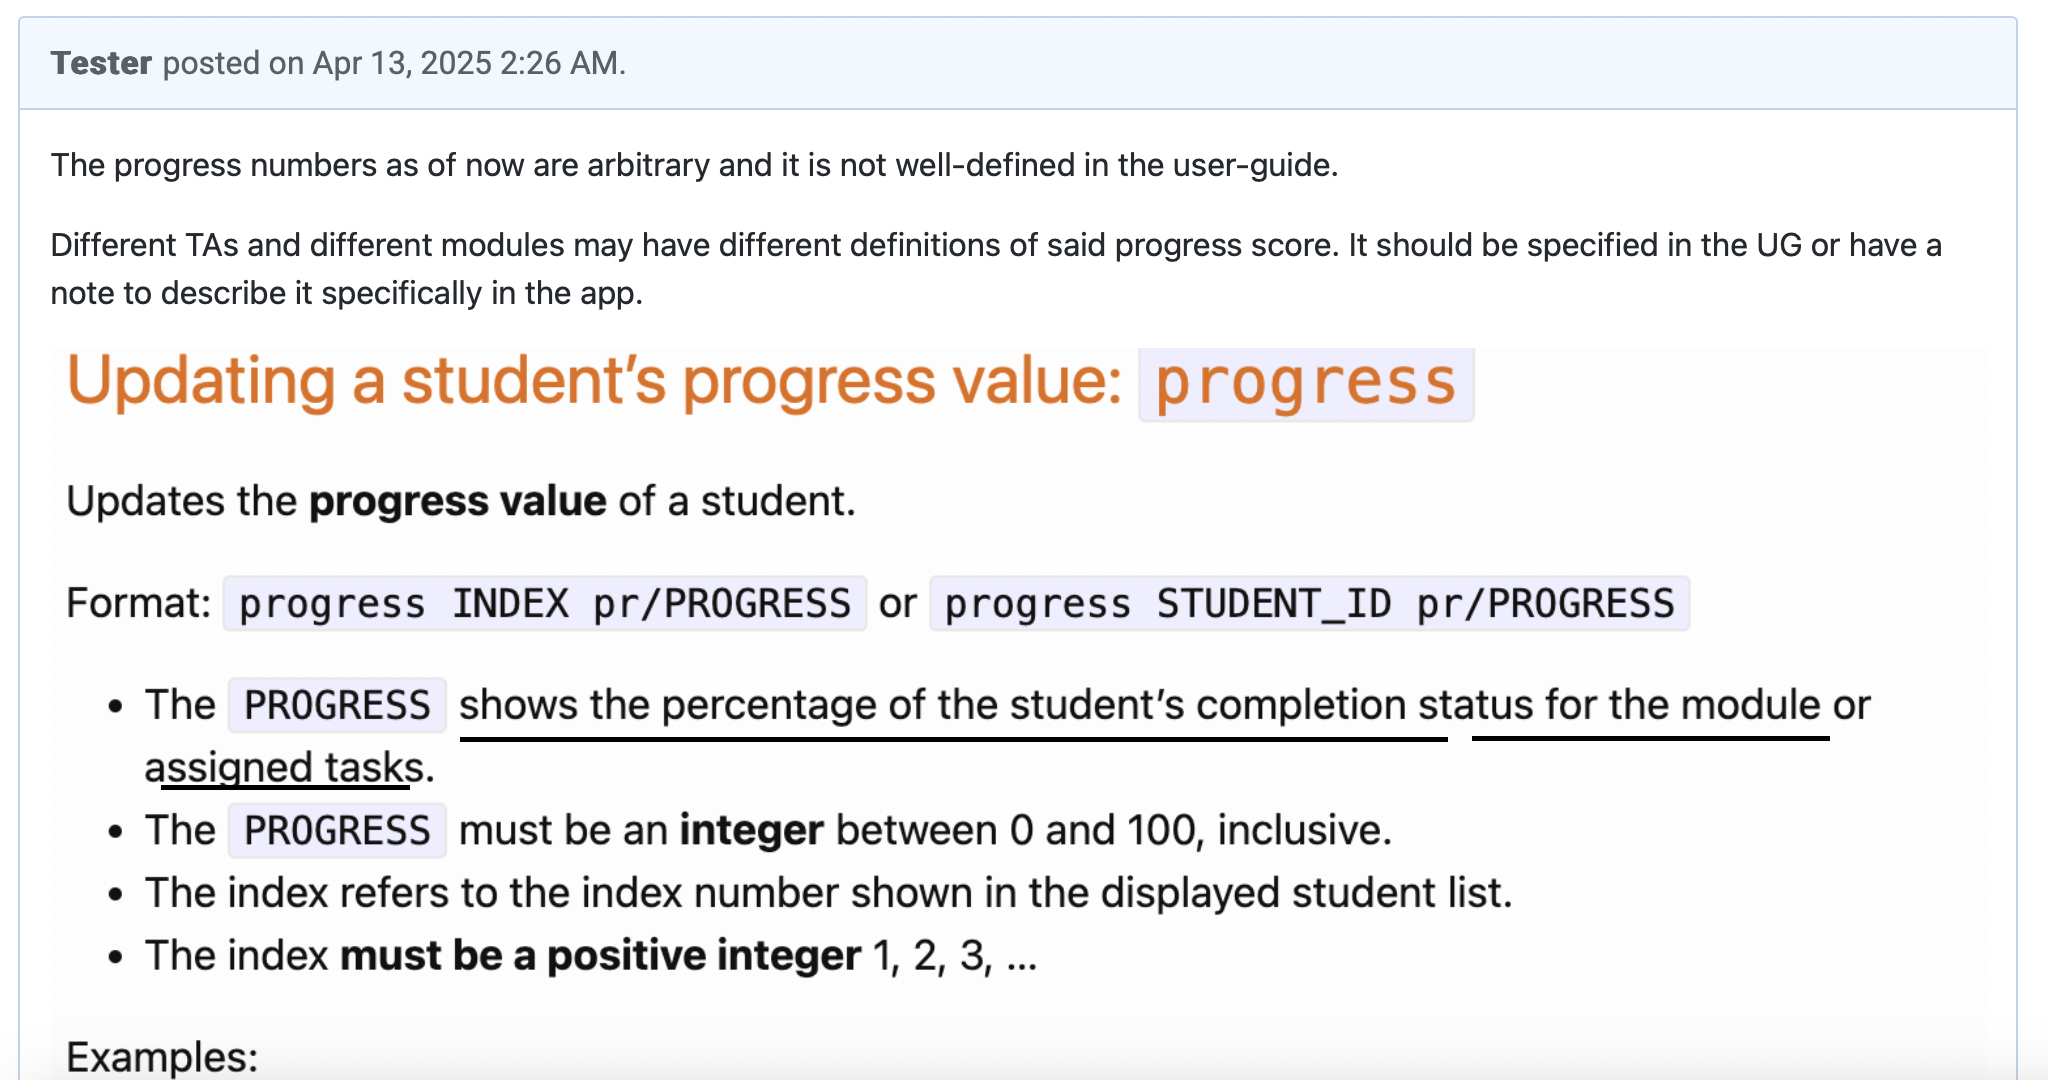 Tester posted on Apr 13, 2025 2:26 AM.
The progress numbers as of now are arbitrary and it is not well-defined in the user-guide.
Different TAs and different modules may have different definitions of said progress score. It should be specified in the UG or have a
note to describe it specifically in the app.
Updating a student’s progress value: progress
Updates the progress value of a student.
Format: progress INDEX pr/PROGRESS or progress STUDENT_ID pr/PROGRESS
• The PROGRESS shows the percentage of the student’s completion status for the module or
assigned tasks.
• The PROGRESS must be an integer between 0 and 100, inclusive.
• The index refers to the index number shown in the displayed student list.
• The index must be a positive integer 1, 2, 3, …
Examples: